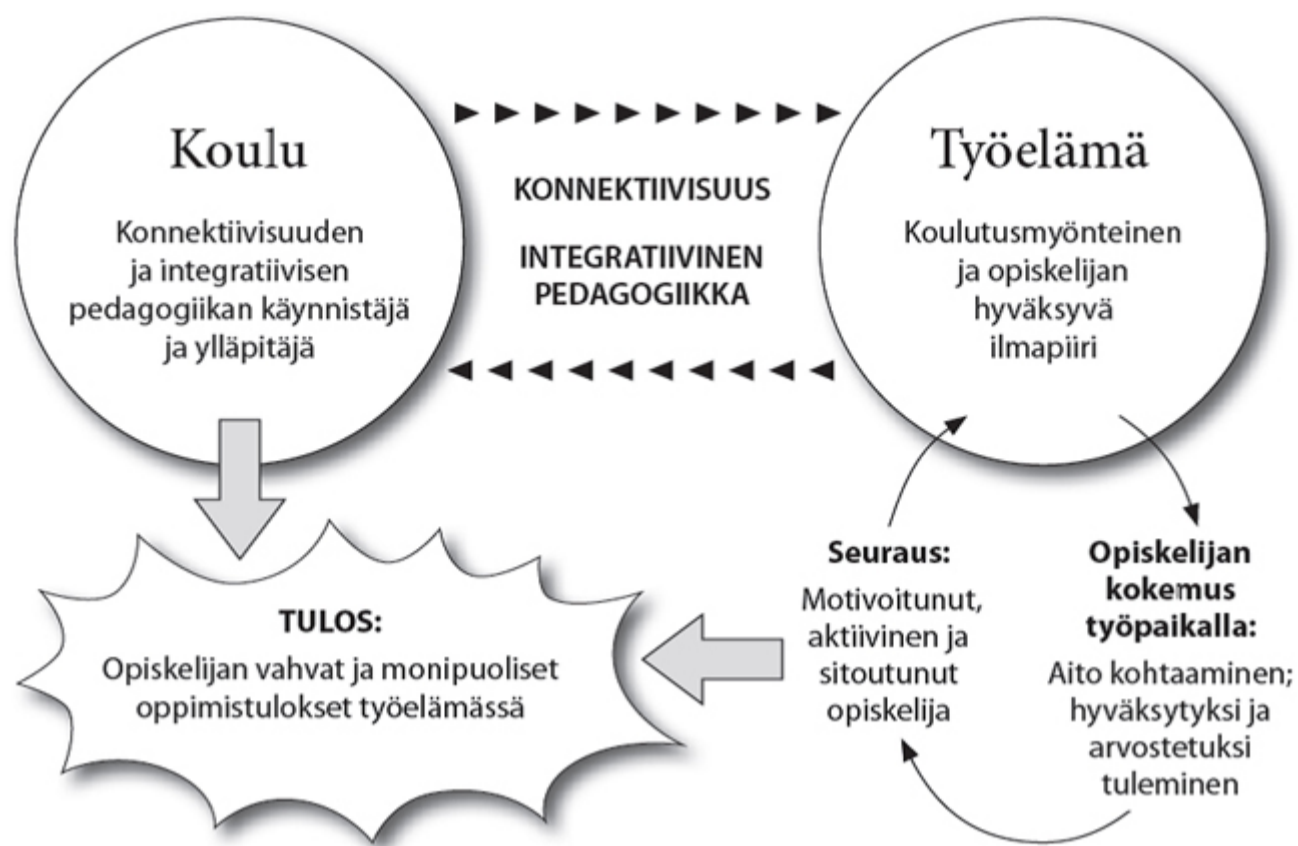 Koulu
Konnektiivisuuden
ja integratiivisen
pedagogiikan käynnistäjä
ja ylläpitäjä
KONNEKTIIVISUUS
INTEGRATIIVINEN
PEDAGOGIIKKA
Työelämä
Koulutusmyönteinen
ja opiskelijan
hyväksyvä
ilmapiiri
TULOS:
Opiskelijan vahvat ja monipuoliset
oppimistulokset työelämässä
Seuraus:
Motivoitunut,
aktiivinen ja
sitoutunut
opiskelija
Opiskelijan
kokemus
työpaikalla:
Aito kohtaaminen;
hyväksytyksi ja
arvostetuksi
tuleminen